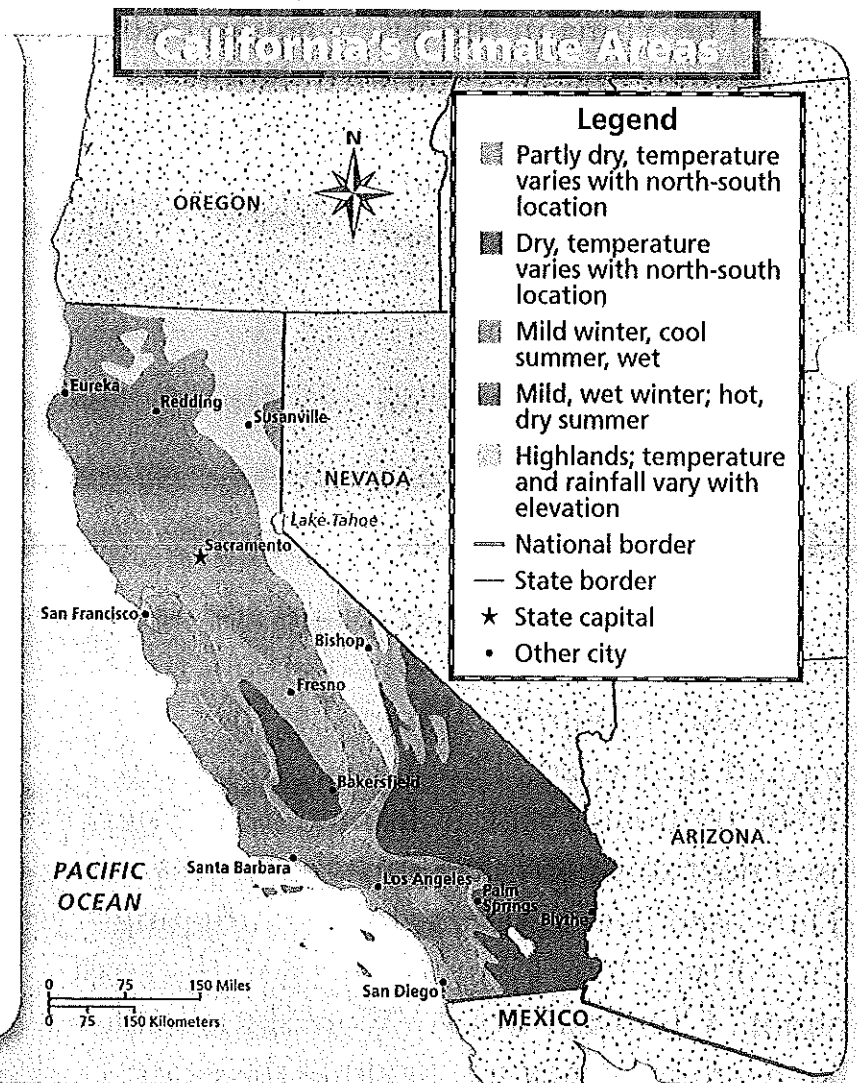 California's Climate Areas
Legend
Partly dry, temperature
varies with north-south
location
Dry, temperature
varies with north-south
location
Mild winter, cool
summer, wet
Mild, wet winter; hot,
dry summer
Highlands; temperature
and rainfall vary with
elevation
National border
State border
State capital
Other city
N
OREGON
Eureka
Redding
Susanville
NEVADA
Lake Tahoe
Sacramento
San Francisco
Bishop
Fresno
Bakersfield
ARIZONA
PACIFIC
OCEAN
Santa Barbara
Los Angeles
Palm
Springs
Blythe
0 75 150 Miles
0 75 150 Kilometers
San Diego
MEXICO